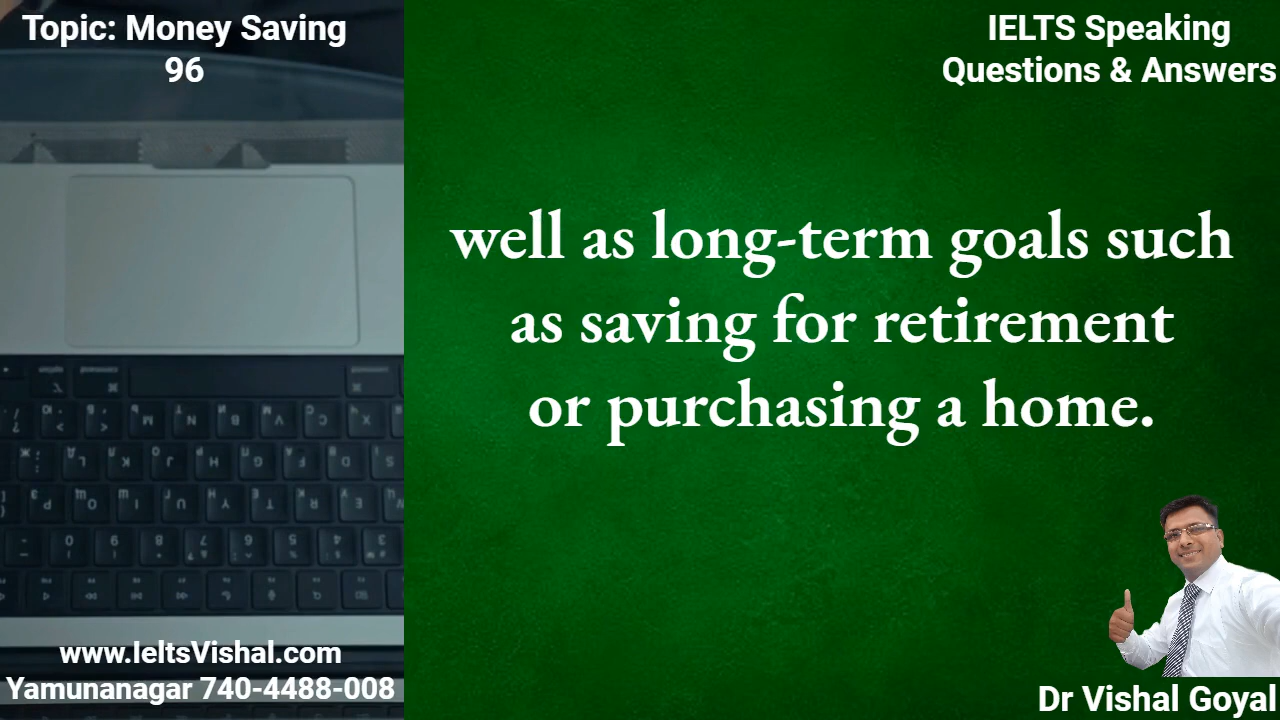 Topic: Money Saving
96
IELTS Speaking
Questions & Answers
well as long-term goals such
as saving for retirement
or purchasing a home.
www.IeltsVishal.com
Yamunanagar 740-4488-008
Dr Vishal Goyal